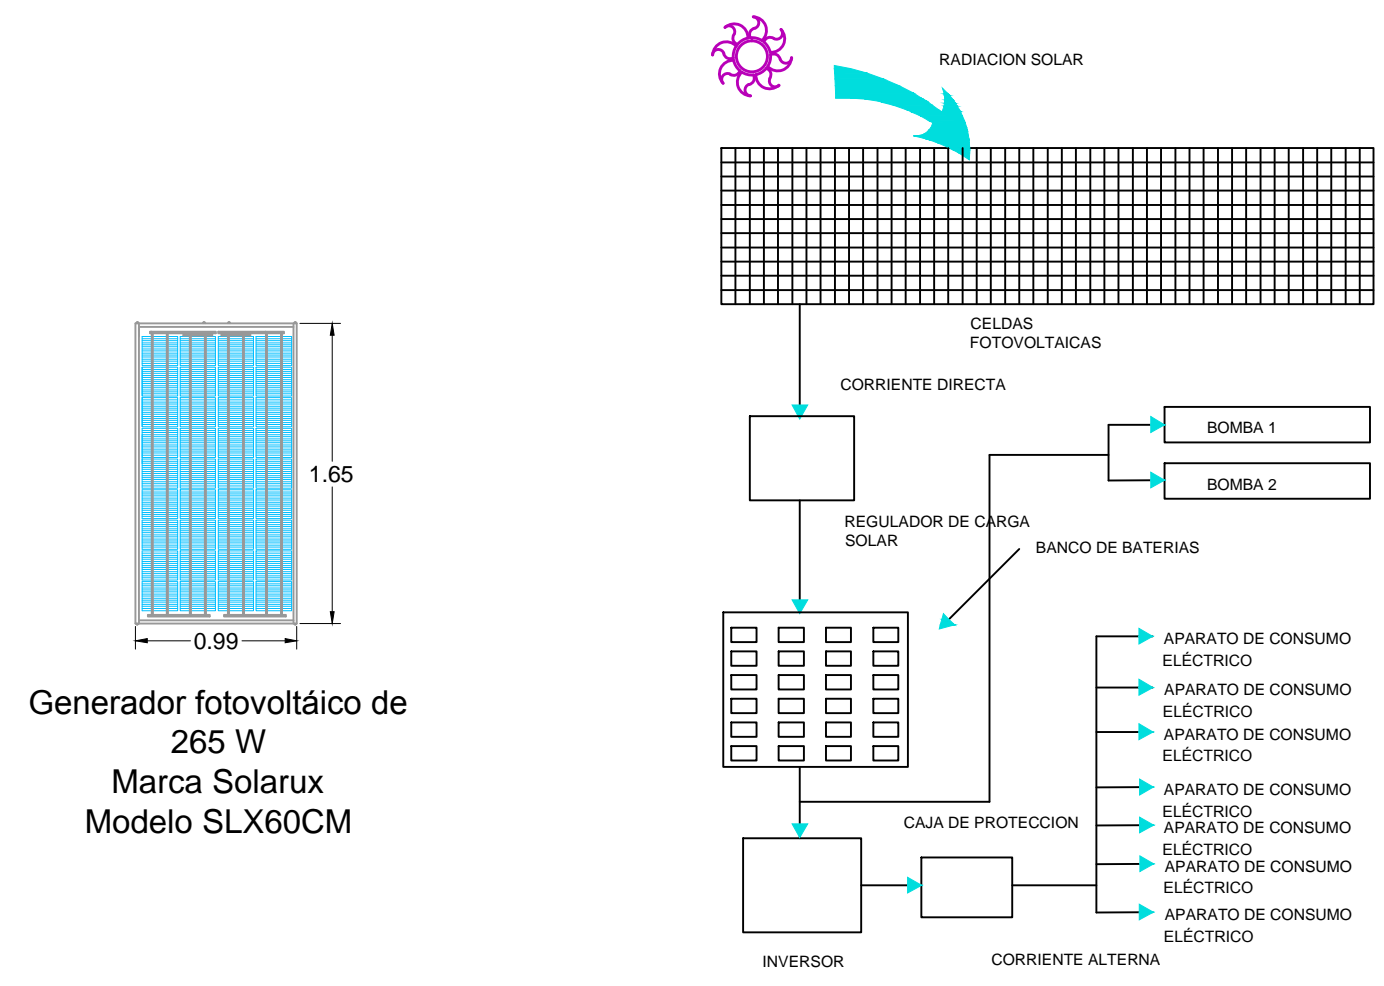 RADIACION SOLAR
CELDAS
FOTOVOLTAICAS
CORRIENTE DIRECTA
BOMBA 1
BOMBA 2
REGULADOR DE CARGA
SOLAR
BANCO DE BATERIAS
1.65
0.99
Generador fotovoltáico de
265 W
Marca Solarux
Modelo SLX60CM
APARATO DE CONSUMO
ELÉCTRICO
APARATO DE CONSUMO
ELÉCTRICO
APARATO DE CONSUMO
ELÉCTRICO
APARATO DE CONSUMO
ELÉCTRICO
APARATO DE CONSUMO
ELÉCTRICO
APARATO DE CONSUMO
ELÉCTRICO
APARATO DE CONSUMO
ELÉCTRICO
CAJA DE PROTECCION
INVERSOR
CORRIENTE ALTERNA